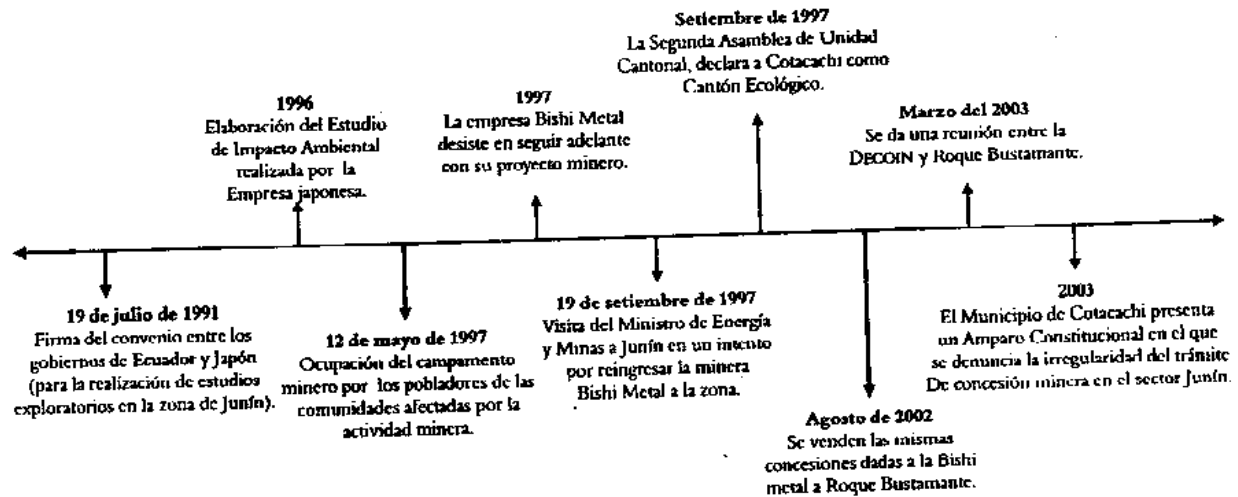 Setiembre de 1997
La Segunda Asamblea de Unidad
Cantonal, declara a Cotacachi como
Cantón Ecológico.
1996
Elaboración del Estudio
de Impacto Ambiental
realizada por la
Empresa japonesa.
1997
La empresa Bishi Metal
desiste en seguir adelante
con su proyecto minero.
Marzo del 2003
Se da una reunión entre la
DECOIN y Roque Bustamante.
19 de julio de 1991
Firma del convenio entre los
gobiernos de Ecuador y Japón
(para la realización de estudios
exploratorios en la zona de Junín).
12 de mayo de 1997
Ocupación del campamento
minero por los pobladores de las
comunidades afectadas por la
actividad minera.
19 de setiembre de 1997
Visita del Ministro de Energía
y Minas a Junín en un intento
por reingresar la minera
Bishi Metal a la zona.
Agosto de 2002
Se venden las mismas
concesiones dadas a la Bishi
metal a Roque Bustamante.
2003
El Municipio de Cotacachi presenta
un Amparo Constitucional en el que
se denuncia la irregularidad del trámite
De concesión minera en el sector Junín.